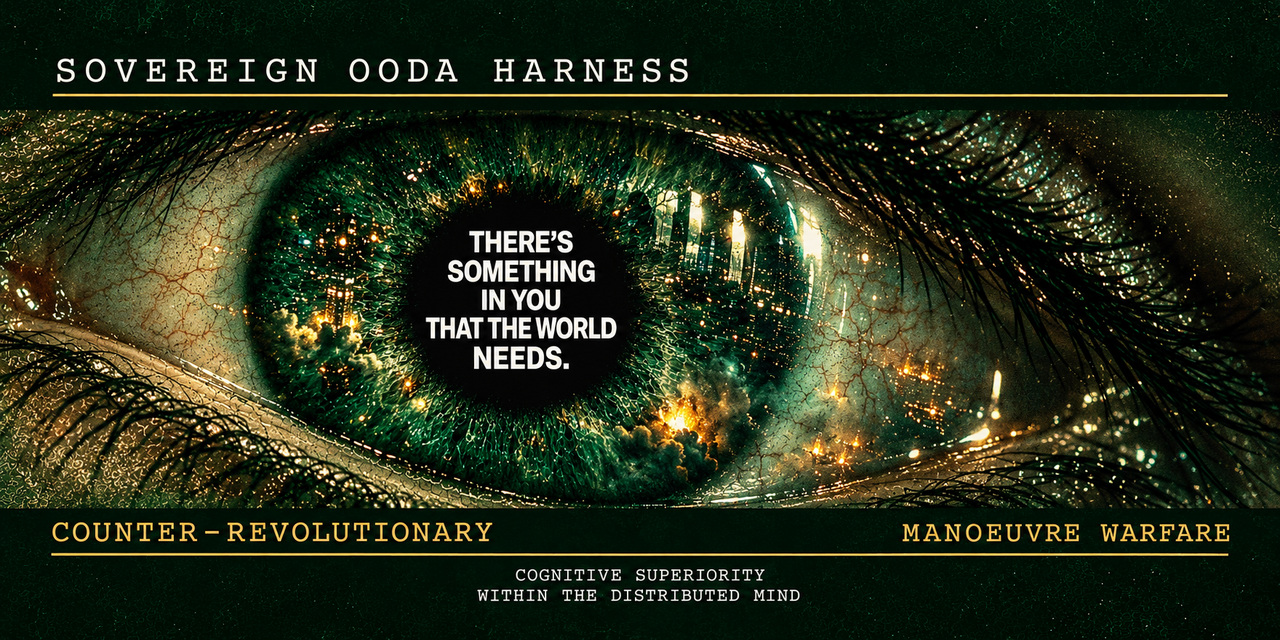 SOVEREIGN OODA HARNESS
THERE'S
SOMETHING
IN YOU
THAT THE WORLD
NEEDS.
COUNTER-REVOLUTIONARY
MANOEUVRE WARFARE
COGNITIVE SUPERIORITY
WITHIN THE DISTRIBUTED MIND